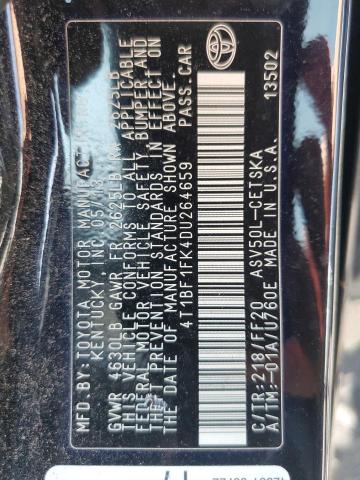 MFD.BY:TOYOTA MOTOR MANUFACTURING
KENTUCKY, INC. 05/13
GVWR 4630LB GAWR FR 2625LB RR
THIS VEHICLE CONFORMS TO ALL APPLICABLE
FEDERAL MOTOR VEHICLE SAFETY, BUMPER, AND
THEFT PREVENTION STANDARDS IN EFFECT ON
THE DATE OF MANUFACTURE SHOWN ABOVE.
4T1BF1FK4DU264659 PASS.CAR
C/TR:218/FF20 ASV50L-CETSKA
A/TM:-01A/U760E MADE IN U.S.A. 13502